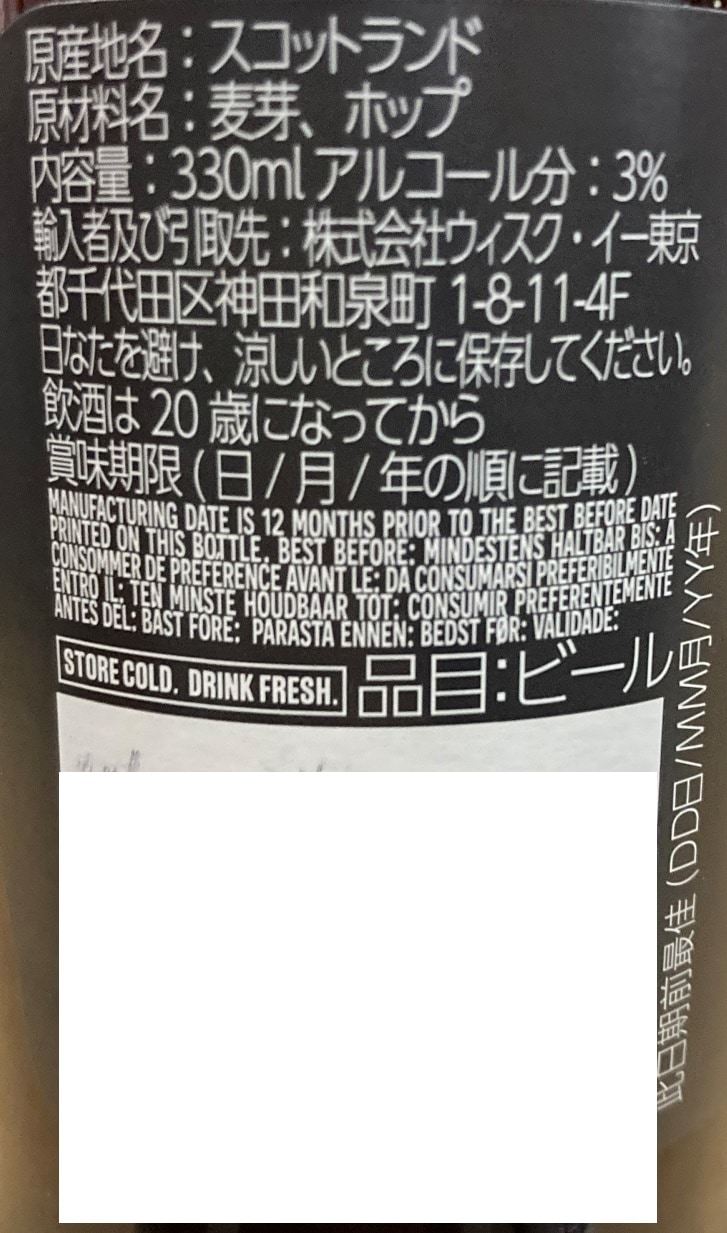 原産地名：スコットランド
原材料名：麦芽、ホップ
内容量：330ml アルコール分：3%
輸入者及び引取先：株式会社ウィスク・イー東京
都千代田区神田和泉町 1-8-11-4F
日なたを避け、涼しいところに保存してください。
飲酒は 20 歳になってから
賞味期限 ( 日 / 月 / 年の順に記載 )
MANUFACTURING DATE IS 12 MONTHS PRIOR TO THE BEST BEFORE DATE
PRINTED ON THIS BOTTLE. BEST BEFORE: MINDESTENS HALTBAR BIS: A
CONSOMMER DE PREFERENCE AVANT LE: DA CONSUMARSI PREFERIBILMENTE
ENTRO IL: TEN MINSTE HOUDBAAR TOT: CONSUMIR PREFERENTEMENTE
ANTES DEL: BAST FORE: PARASTA ENNEN: BEDST FØR: VALIDADE:
STORE COLD. DRINK FRESH.
品目：ビール
此日期前最佳 (DD日/MM月/YY年)